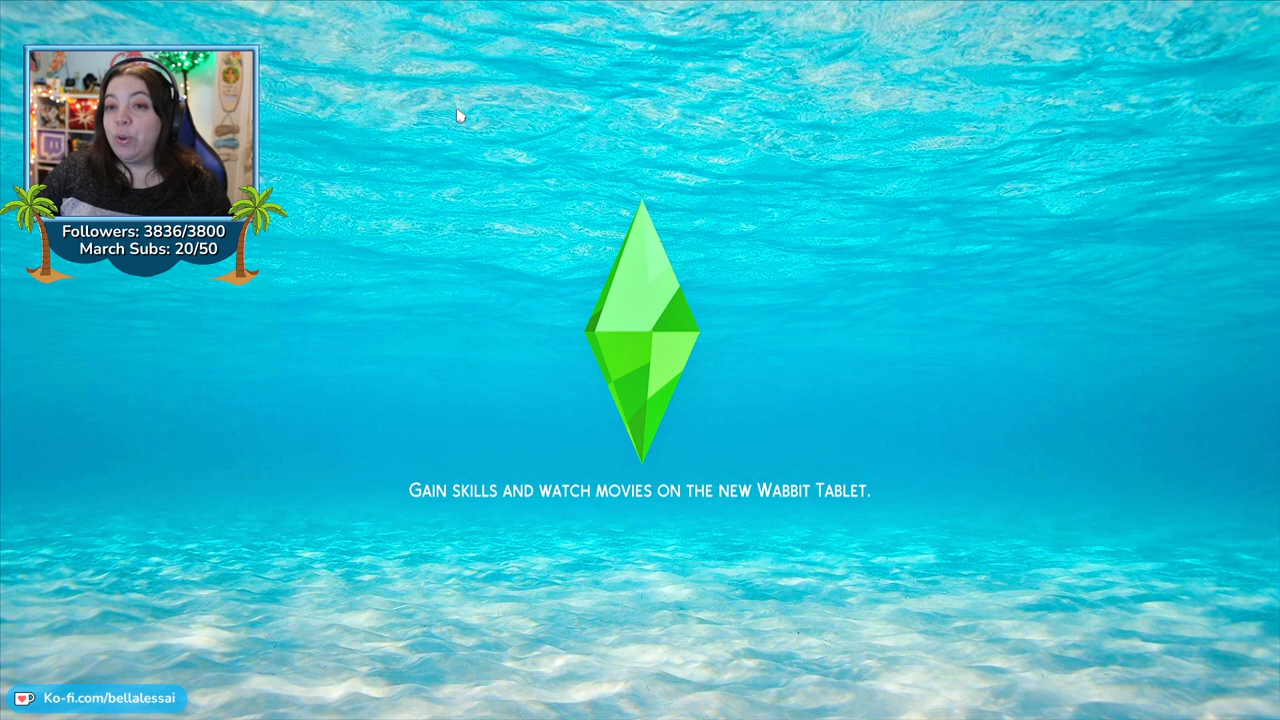 Followers: 3836/3800
March Subs: 20/50
Gain skills and watch movies on the new Wabbit Tablet.
Ko-fi.com/bellalessai